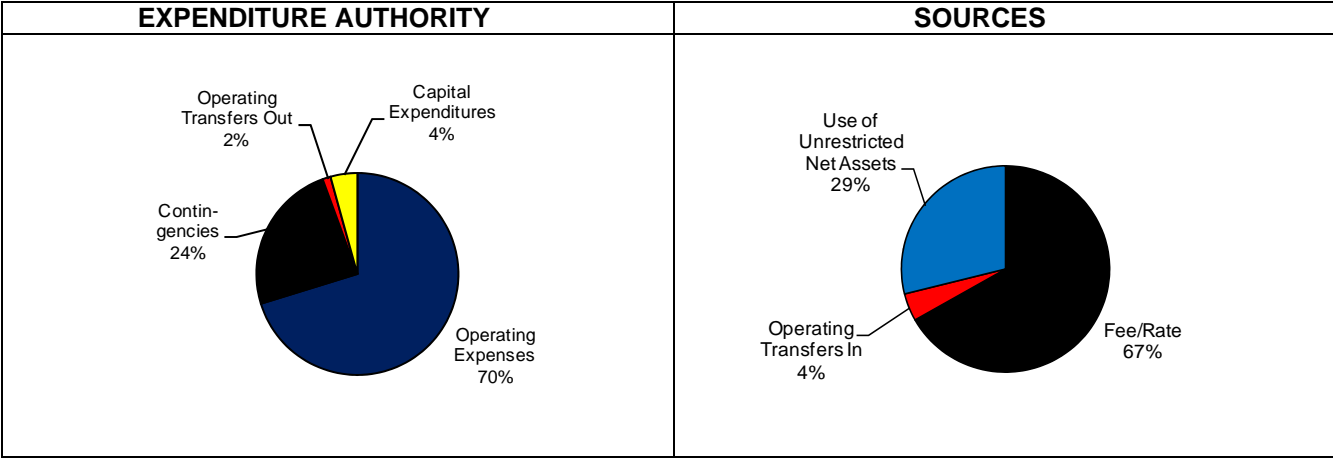 EXPENDITURE AUTHORITY
Operating
Transfers Out
2%
Capital
Expenditures
4%
Contin-
gencies
24%
Operating
Expenses
70%
SOURCES
Use of
Unrestricted
Net Assets
29%
Operating
Transfers In
4%
Fee/Rate
67%